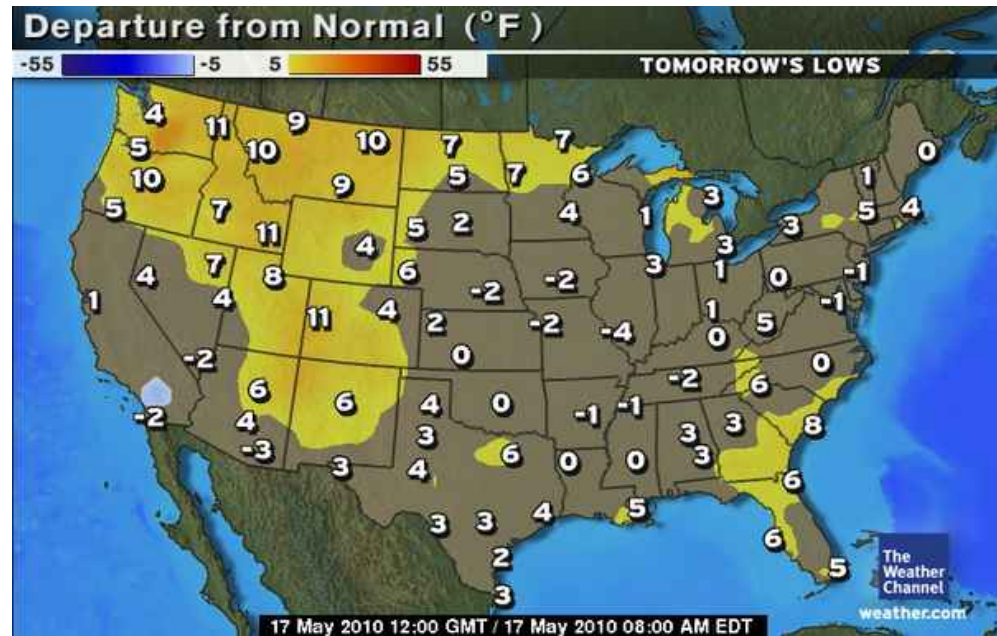 Departure from Normal (°F)
-55 -5 5 55 TOMORROW'S LOWS
4 11 9 10 7 7
5 10 0
10 9 5 7 6 3 1
5 7 2 4 1 5 4
11 5 3
4 3 3
7 8 6 1 0 -1
4 -2 -2
1 4 11 4 1 -1
2 -2 -4 5
0
-2 0 0
6 -2 6
6 4 0
-2 -1 -1
4 3 3 3 8
-3 6
3 4 0 0 3
6
5
3 3 4
6
2 5
The
Weather
Channel
3
weather.com
17 May 2010 12:00 GMT / 17 May 2010 08:00 AM EDT